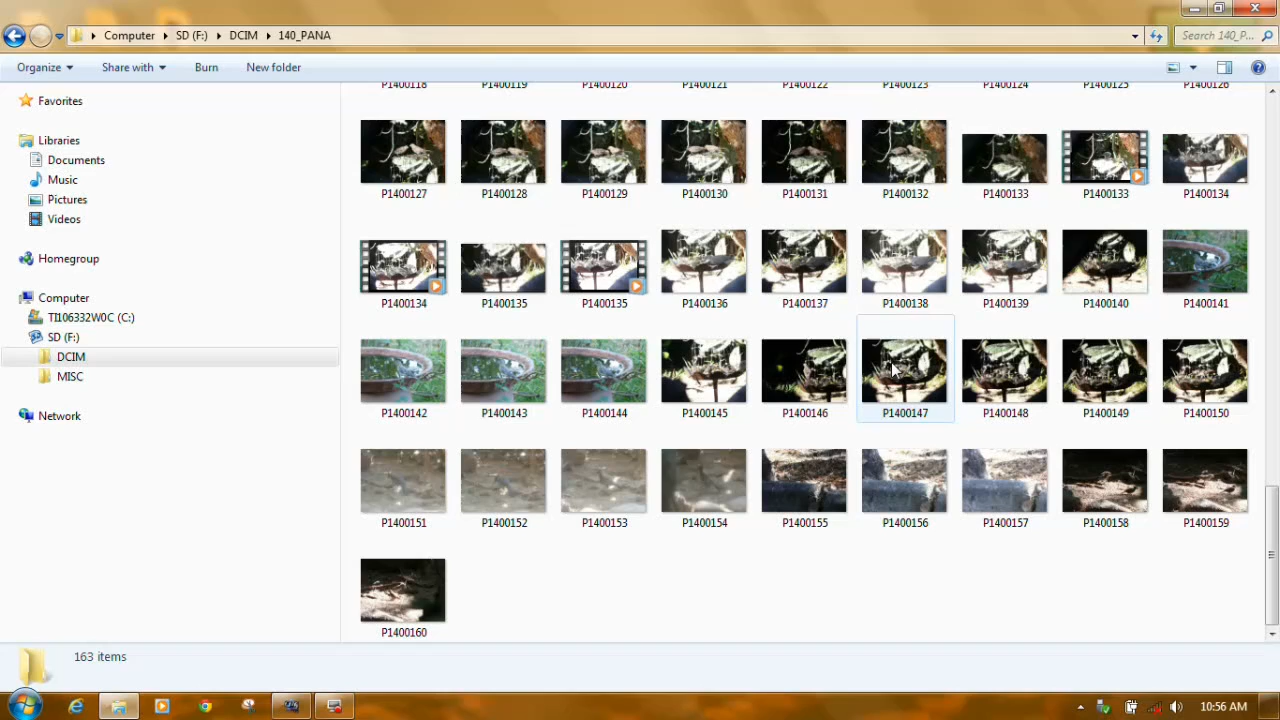 Computer SD (F:) DCIM 140_PANA
Search 140_P...
Organize Share with Burn New folder
Favorites
Libraries
Documents
Music
Pictures
Videos
Homegroup
Computer
TI106332W0C (C:)
SD (F:)
DCIM
MISC
Network
P1400118 P1400119 P1400120 P1400121 P1400122 P1400123 P1400124 P1400125 P1400126
P1400127 P1400128 P1400129 P1400130 P1400131 P1400132 P1400133 P1400133 P1400134
P1400134 P1400135 P1400135 P1400136 P1400137 P1400138 P1400139 P1400140 P1400141
P1400142 P1400143 P1400144 P1400145 P1400146 P1400147 P1400148 P1400149 P1400150
P1400151 P1400152 P1400153 P1400154 P1400155 P1400156 P1400157 P1400158 P1400159
P1400160
163 items
10:56 AM